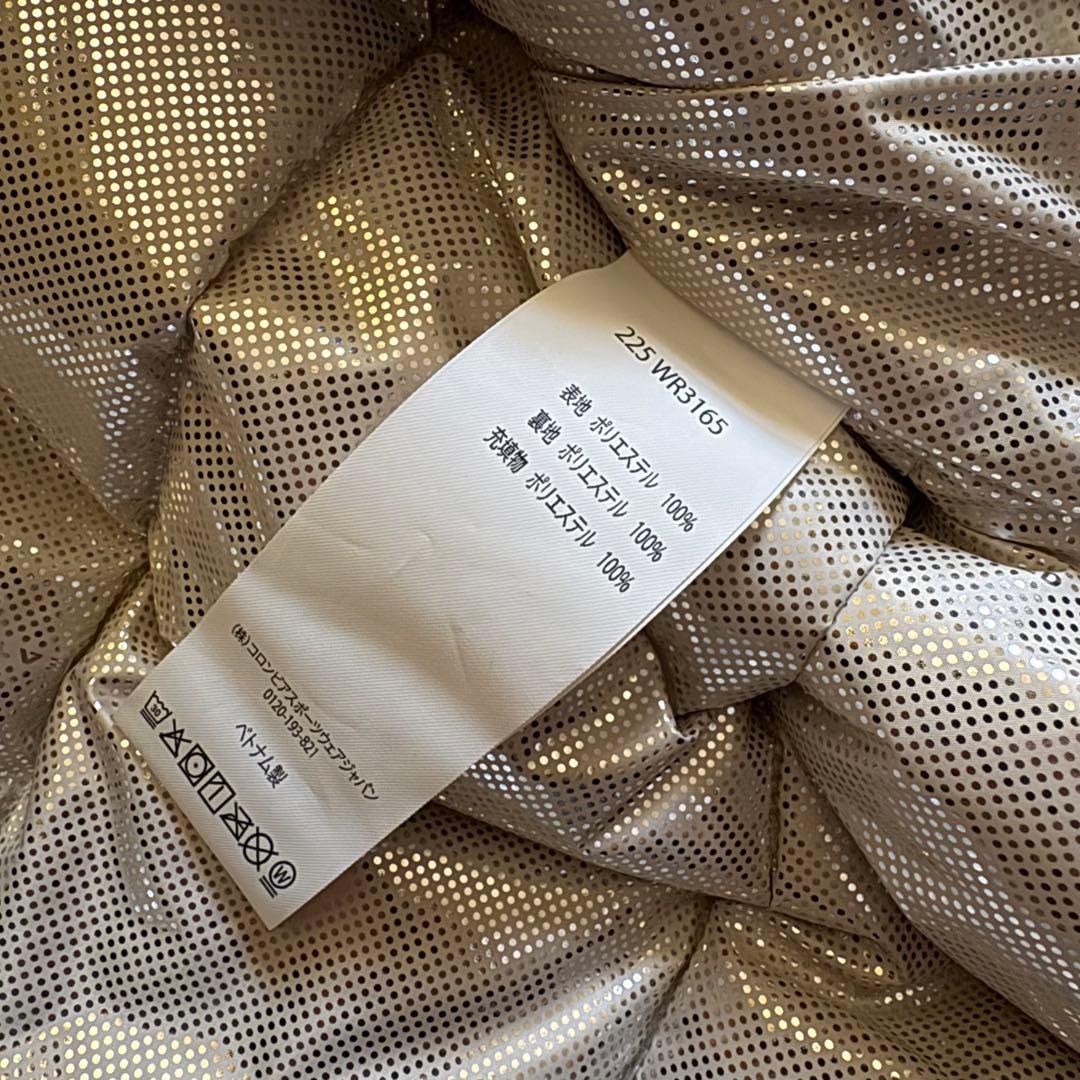 225 WR3165
表地 ポリエステル 100%
裏地 ポリエステル 100%
充填物 ポリエステル 100%
(株)コロンビアスポーツウェアジャパン
0120-193-821
ベトナム製
30
W